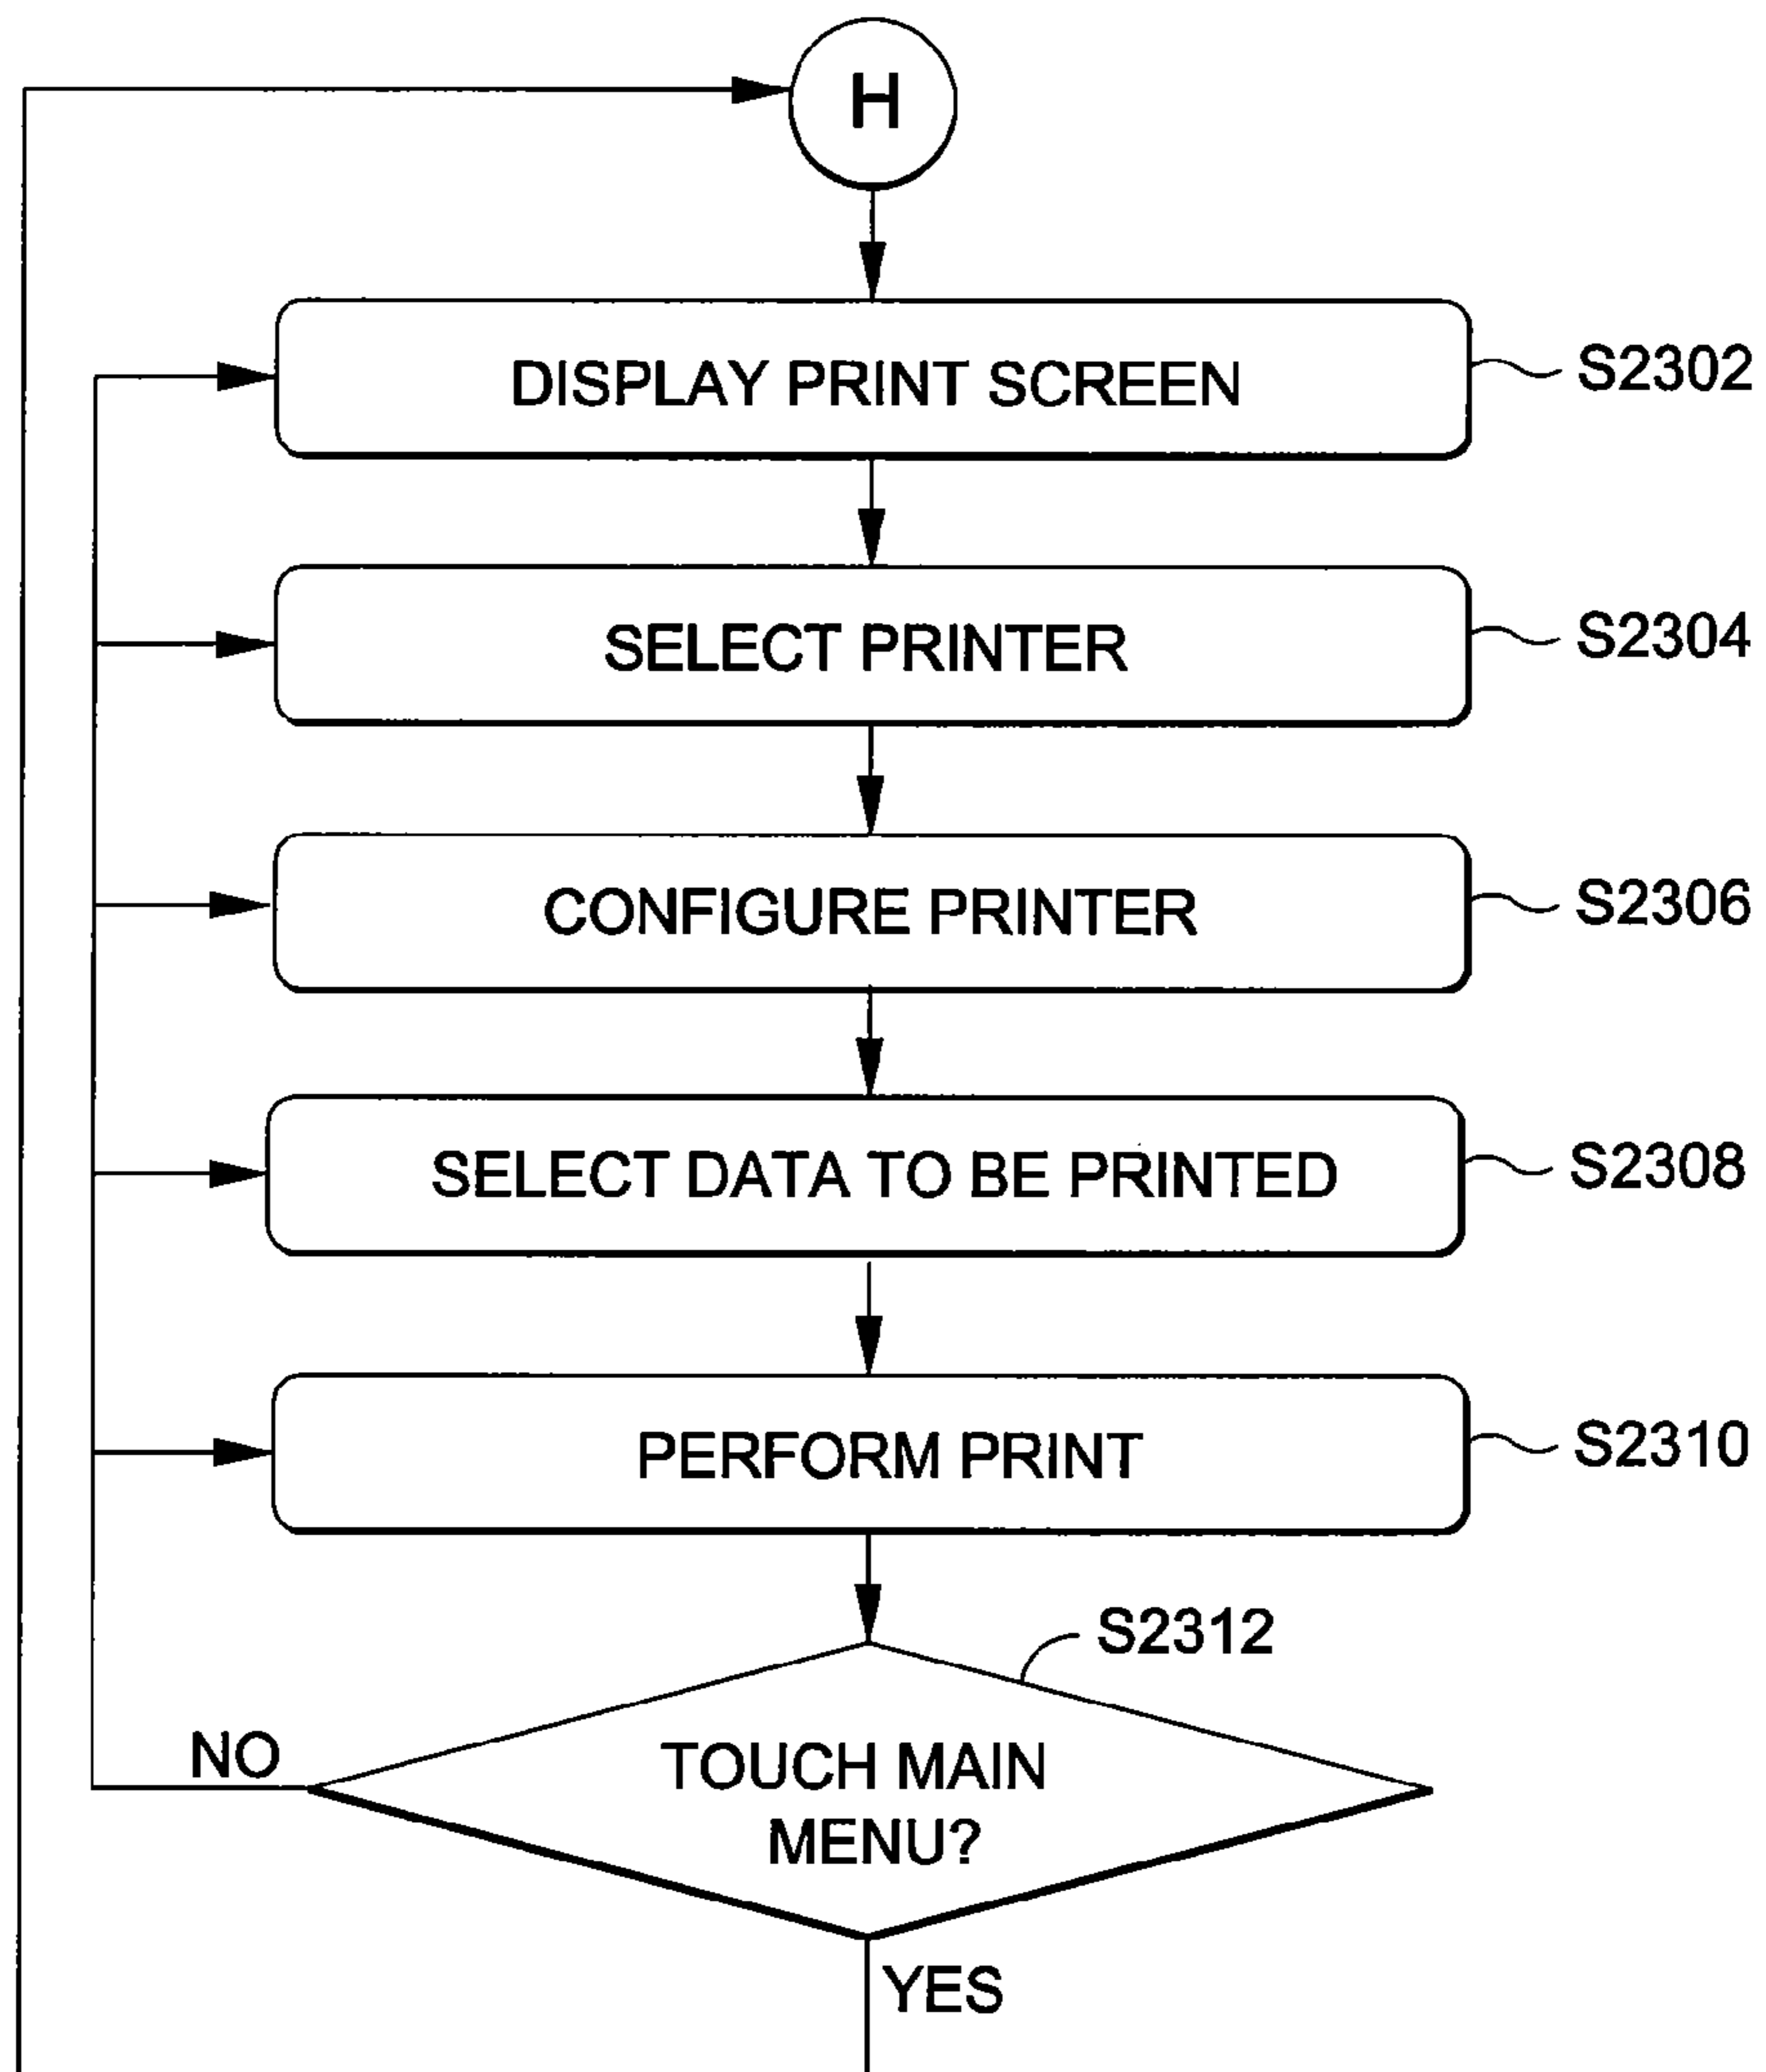 H
DISPLAY PRINT SCREEN
S2302
SELECT PRINTER
S2304
CONFIGURE PRINTER
S2306
SELECT DATA TO BE PRINTED
S2308
PERFORM PRINT
S2310
S2312
NO
TOUCH MAIN
MENU?
YES